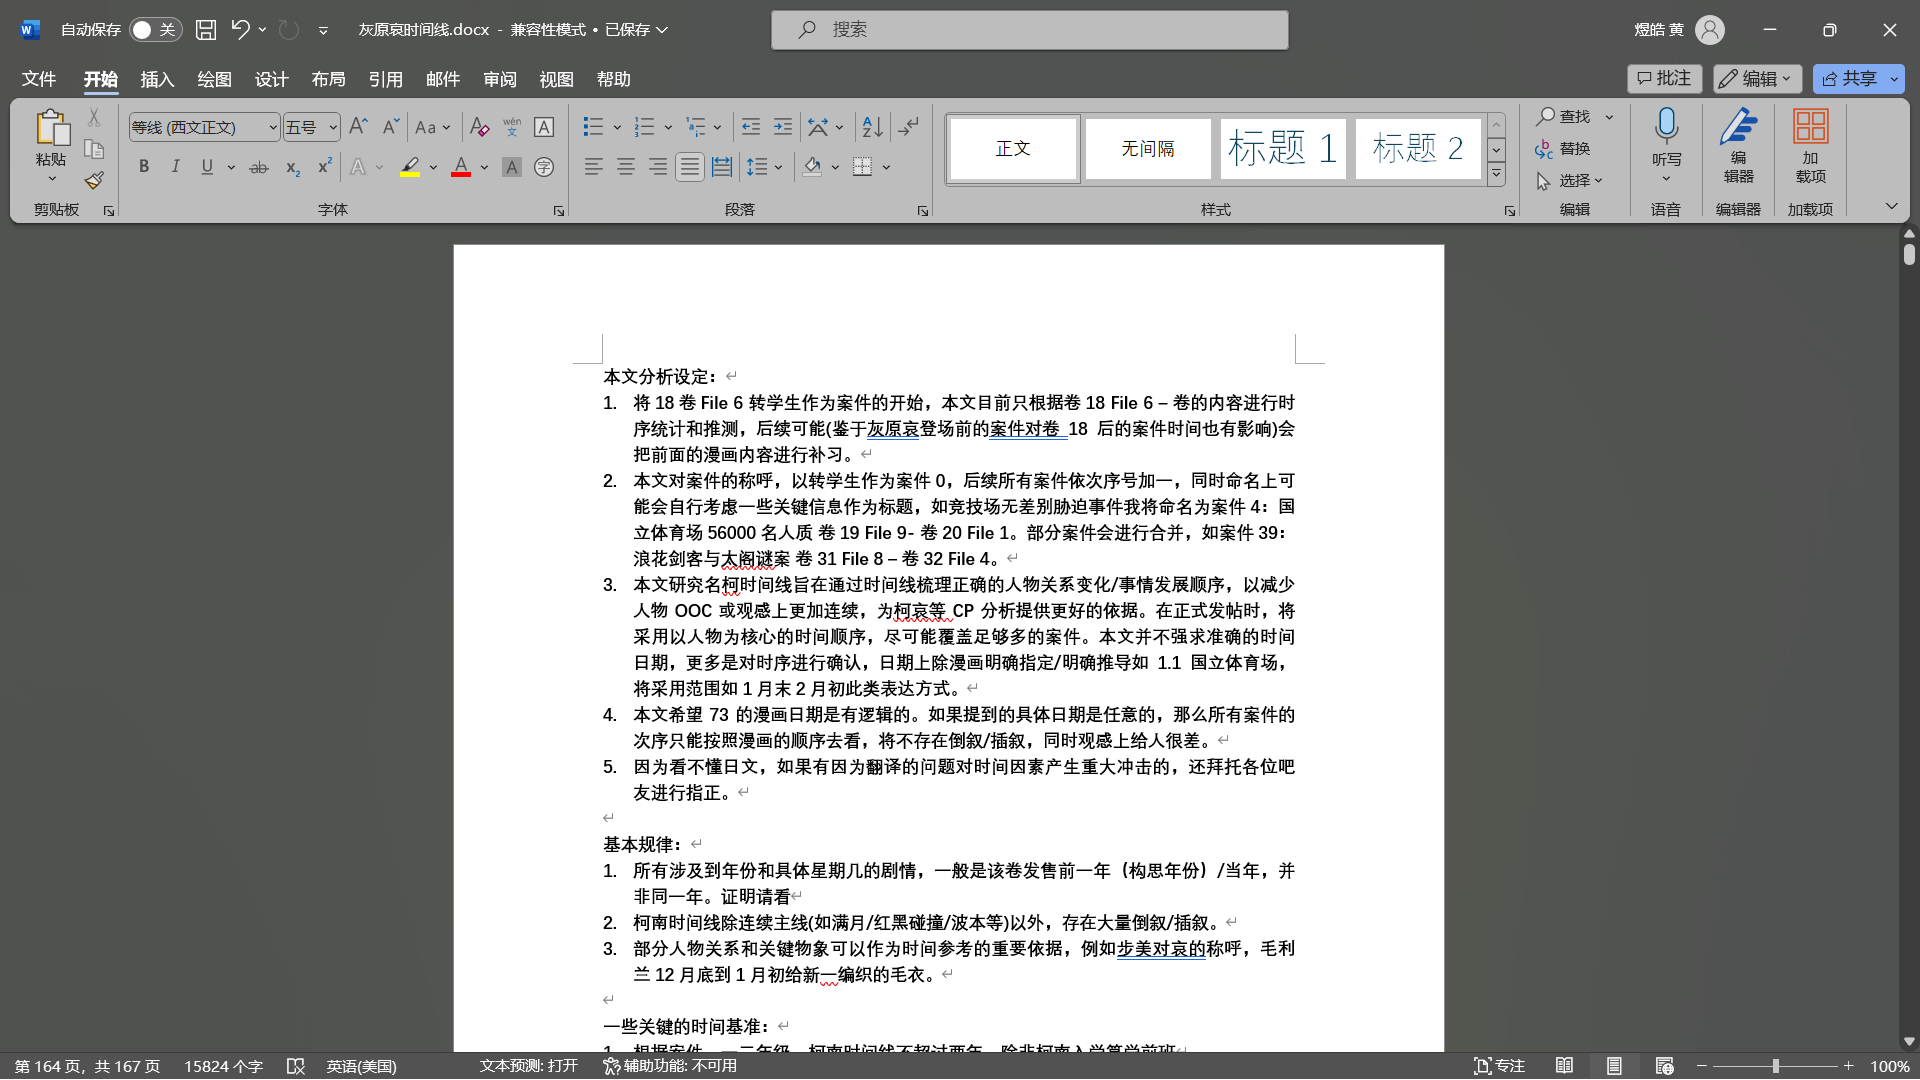 自动保存 关 灰原哀时间线.docx - 兼容性模式 • 已保存 搜索 煜皓 黄
文件 开始 插入 绘图 设计 布局 引用 邮件 审阅 视图 帮助 批注 编辑 共享
粘贴
剪贴板
等线 (西文正文) 五号
字体
段落
正文 无间隔 标题 1 标题 2
样式
查找
替换
选择
编辑
听写
语音
编
辑器
编辑器
加
载项
加载项
本文分析设定：
1. 将 18 卷 File 6 转学生作为案件的开始，本文目前只根据卷 18 File 6 – 卷的内容进行时
序统计和推测，后续可能(鉴于灰原哀登场前的案件对卷 18 后的案件时间也有影响)会
把前面的漫画内容进行补习。
2. 本文对案件的称呼，以转学生作为案件 0，后续所有案件依次序号加一，同时命名上可
能会自行考虑一些关键信息作为标题，如竞技场无差别胁迫事件我将命名为案件 4：国
立体育场 56000 名人质 卷 19 File 9- 卷 20 File 1。部分案件会进行合并，如案件 39：
浪花剑客与太阁谜案 卷 31 File 8 – 卷 32 File 4。
3. 本文研究名柯时间线旨在通过时间线梳理正确的人物关系变化/事情发展顺序，以减少
人物 OOC 或观感上更加连续，为柯哀等 CP 分析提供更好的依据。在正式发帖时，将
采用以人物为核心的时间顺序，尽可能覆盖足够多的案件。本文并不强求准确的时间
日期，更多是对时序进行确认，日期上除漫画明确指定/明确推导如 1.1 国立体育场，
将采用范围如 1 月末 2 月初此类表达方式。
4. 本文希望 73 的漫画日期是有逻辑的。如果提到的具体日期是任意的，那么所有案件的
次序只能按照漫画的顺序去看，将不存在倒叙/插叙，同时观感上给人很差。
5. 因为看不懂日文，如果有因为翻译的问题对时间因素产生重大冲击的，还拜托各位吧
友进行指正。
基本规律：
1. 所有涉及到年份和具体星期几的剧情，一般是该卷发售前一年（构思年份）/当年，并
非同一年。证明请看
2. 柯南时间线除连续主线(如满月/红黑碰撞/波本等)以外，存在大量倒叙/插叙。
3. 部分人物关系和关键物象可以作为时间参考的重要依据，例如步美对哀的称呼，毛利
兰 12 月底到 1 月初给新一编织的毛衣。
一些关键的时间基准：
第 164 页，共 167 页 15824 个字 英语(美国) 文本预测: 打开 辅助功能: 不可用 专注 100%